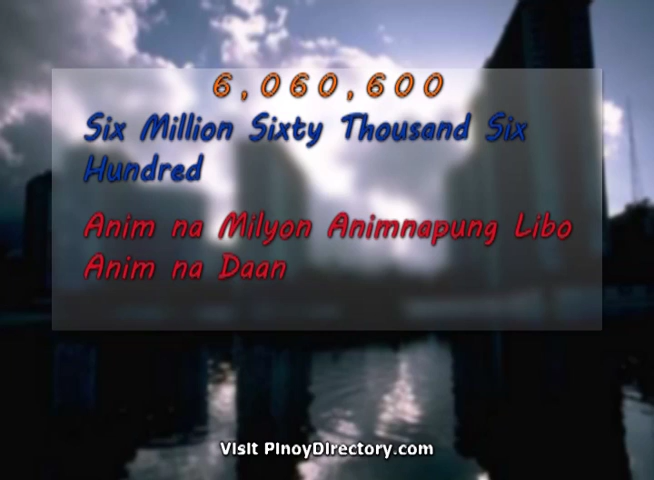 6,060,600
Six Million Sixty Thousand Six
Hundred
Anim na Milyon Animnapung Libo
Anim na Daan
Visit PinoyDirectory.com